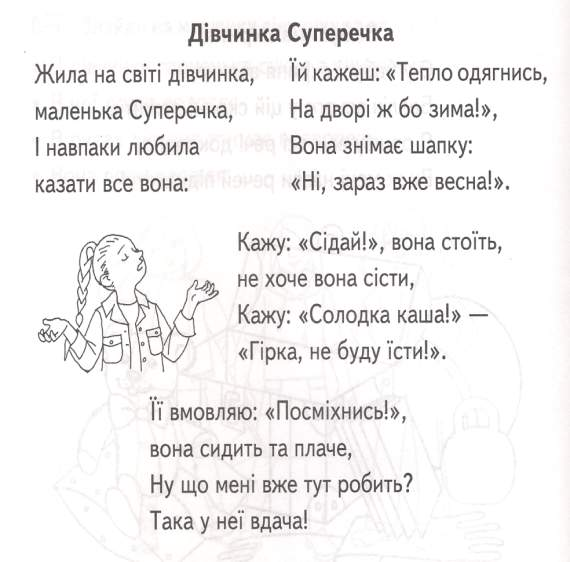 Дівчинка Суперечка
Жила на світі дівчинка,
маленька Суперечка,
І навпаки любила
казати все вона:
Їй кажеш: «Тепло одягнись,
На дворі ж бо зима!»,
Вона знімає шапку:
«Ні, зараз вже весна!».
Кажу: «Сідай!», вона стоїть,
не хоче вона сісти,
Кажу: «Солодка каша!» —
«Гірка, не буду їсти!».
Її вмовляю: «Посміхнись!»,
вона сидить та плаче,
Ну що мені вже тут робить?
Така у неї вдача!